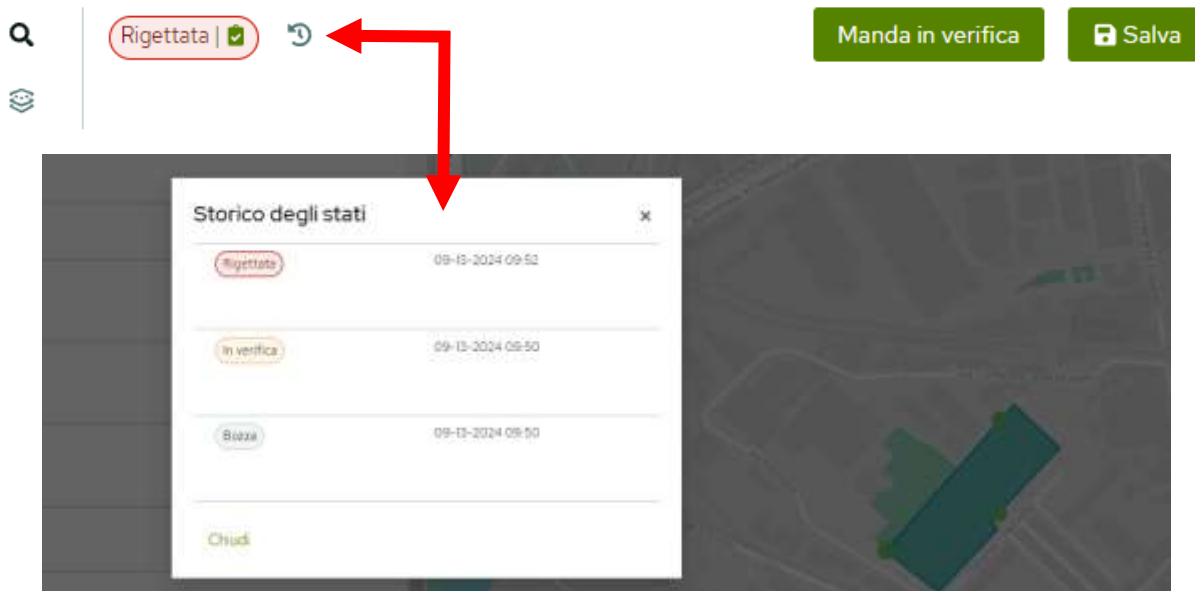 Rigettata |
Manda in verifica
Salva
Storico degli stati
×
Rigettata 09-13-2024 09:52
In verifica 09-13-2024 09:50
Bozza 09-13-2024 09:50
Chiudi